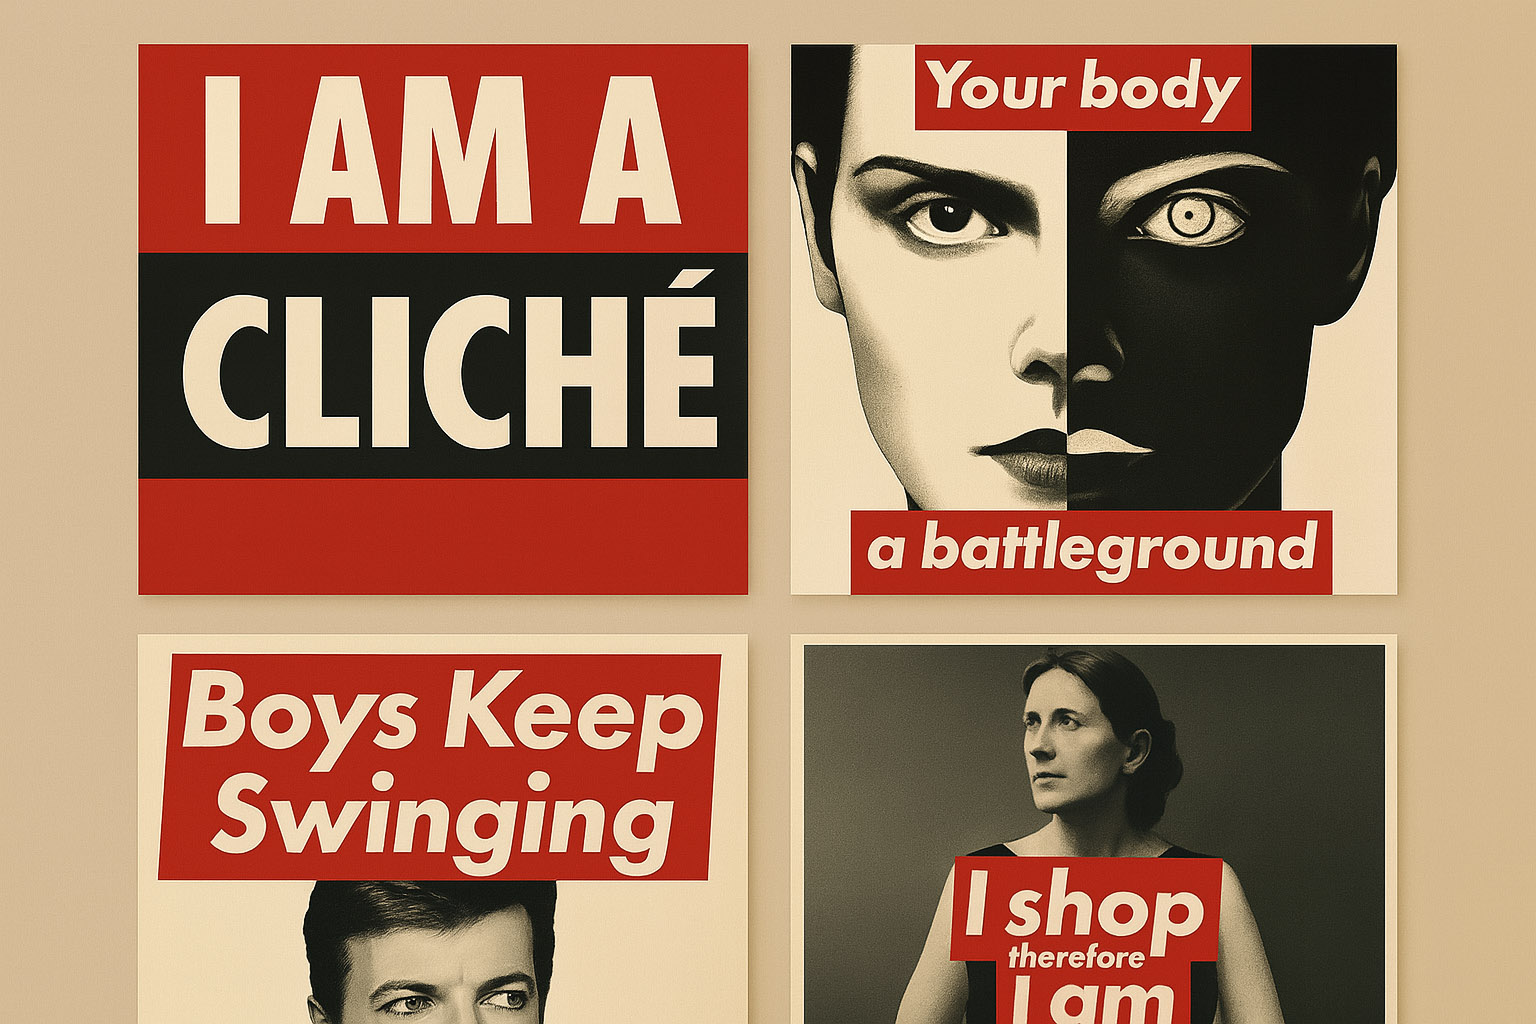 I AM A
CLICHÉ
Your body
a battleground
Boys Keep
Swinging
I shop
therefore
I am